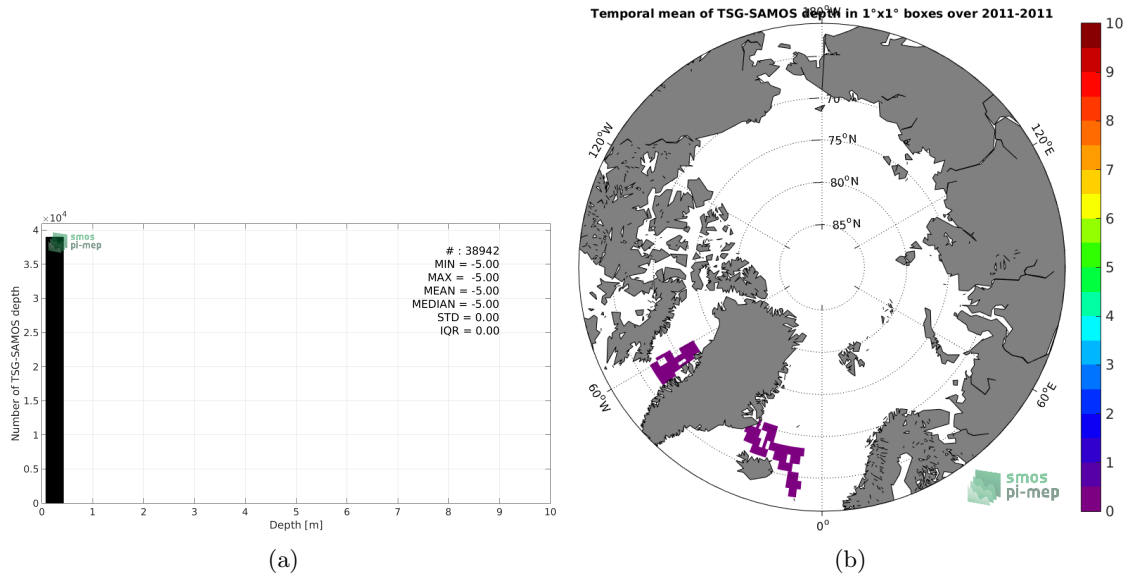 Temporal mean of TSG-SAMOS depth in 1°x1° boxes over 2011-2011
180°W
120°W
120°E
60°W
60°E
0°
70
75°N
80°N
85°N
10
9
8
7
6
5
4
3
2
1
0
smos
pi-mep
×10⁴
4
3.5
3
2.5
2
1.5
1
0.5
0
Number of TSG-SAMOS depth
smos
pi-mep
# : 38942
MIN = -5.00
MAX = -5.00
MEAN = -5.00
MEDIAN = -5.00
STD = 0.00
IQR = 0.00
0 1 2 3 4 5 6 7 8 9 10
Depth [m]
(a)
(b)